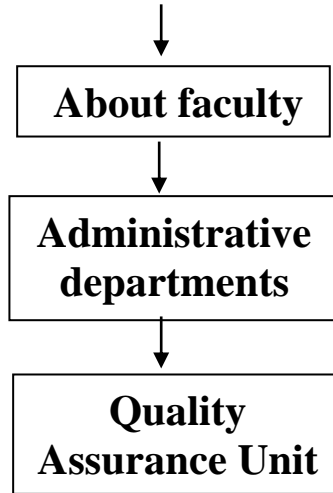 About faculty
Administrative
departments
Quality
Assurance Unit